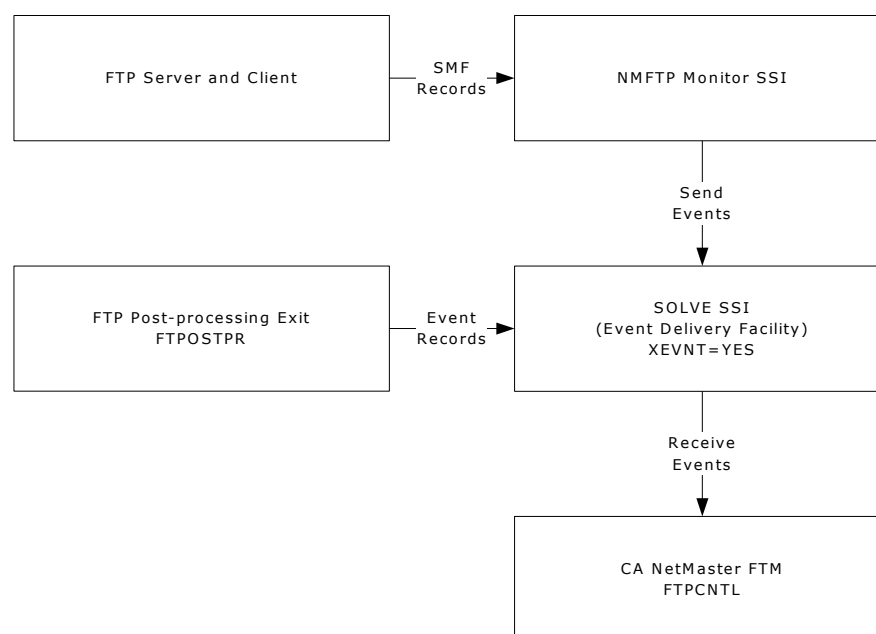 FTP Server and Client
SMF
Records
NMFTP Monitor SSI
Send
Events
FTP Post-processing Exit
FTPOSTPR
Event
Records
SOLVE SSI
(Event Delivery Facility)
XEVNT=YES
Receive
Events
CA NetMaster FTM
FTPCNTL